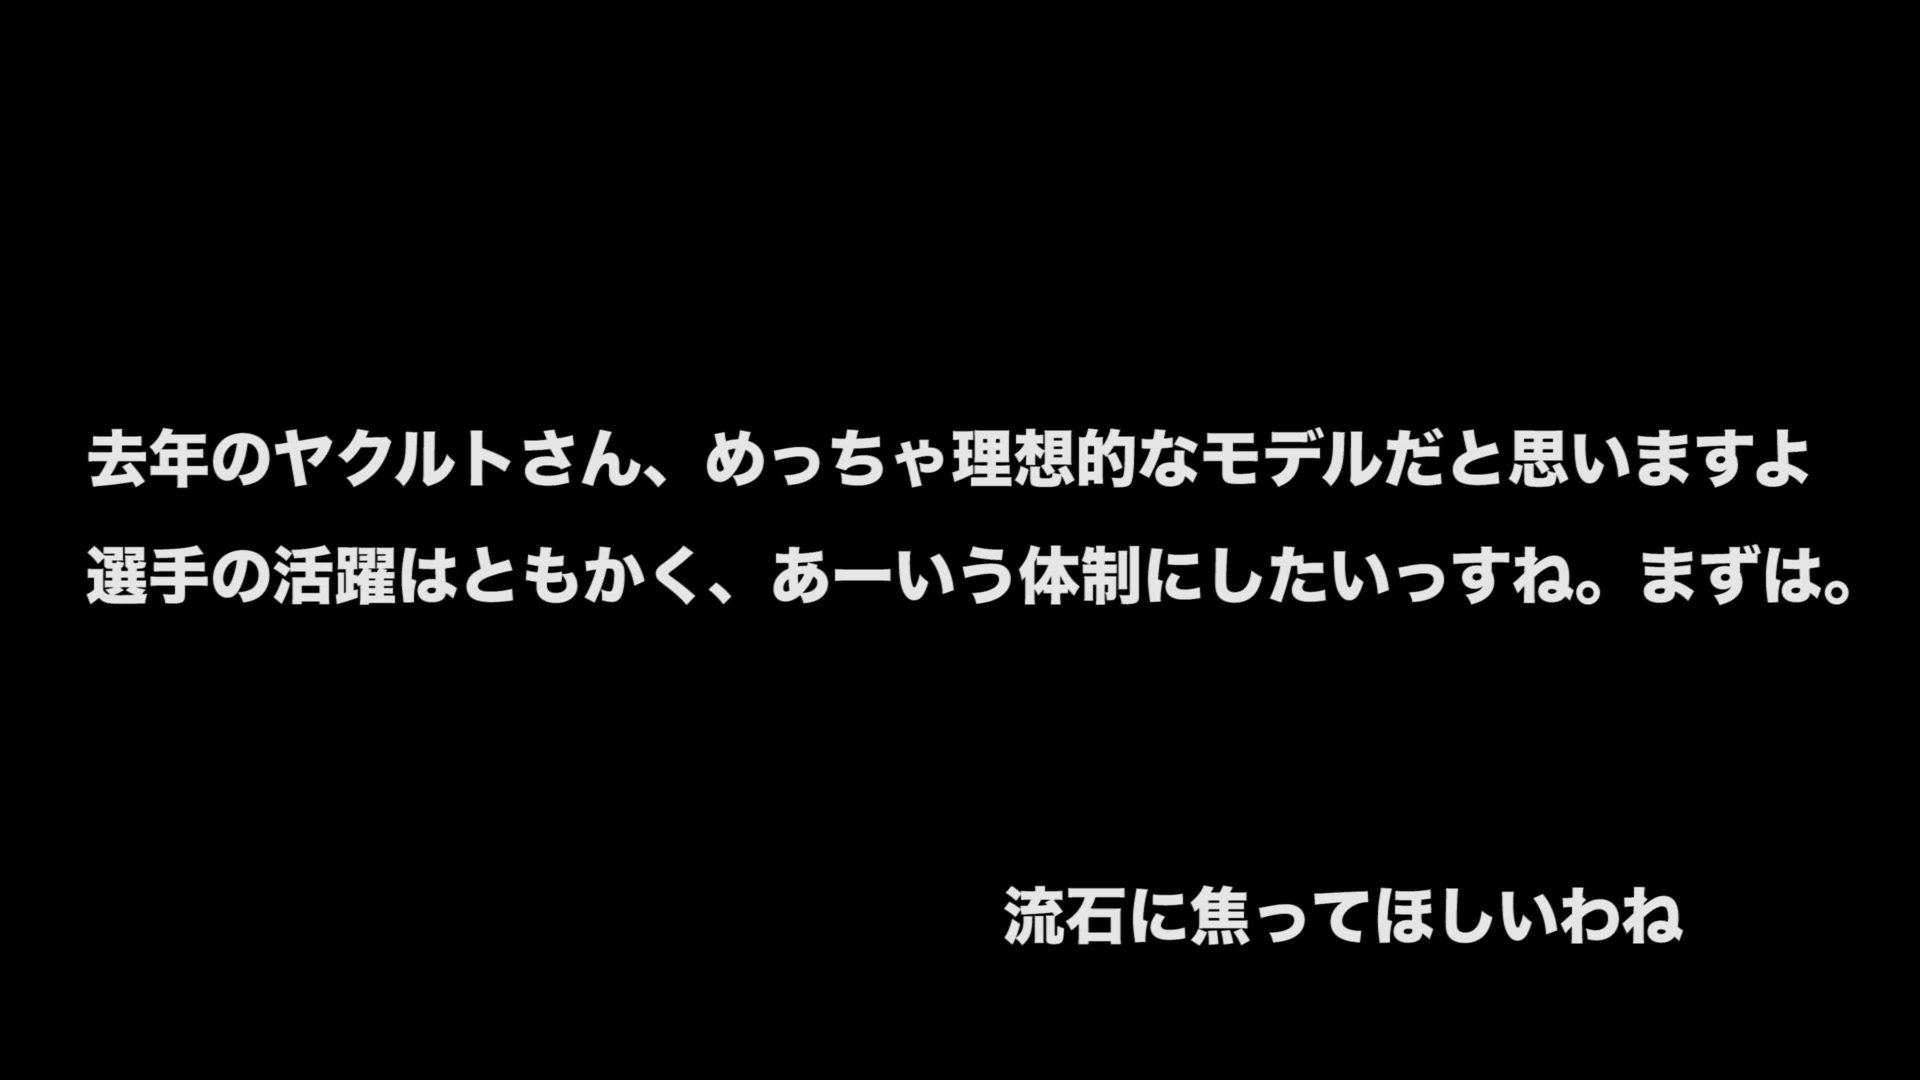 去年のヤクルトさん、めっちゃ理想的なモデルだと思いますよ
選手の活躍はともかく、あーいう体制にしたいっすね。まずは。
流石に焦ってほしいわね